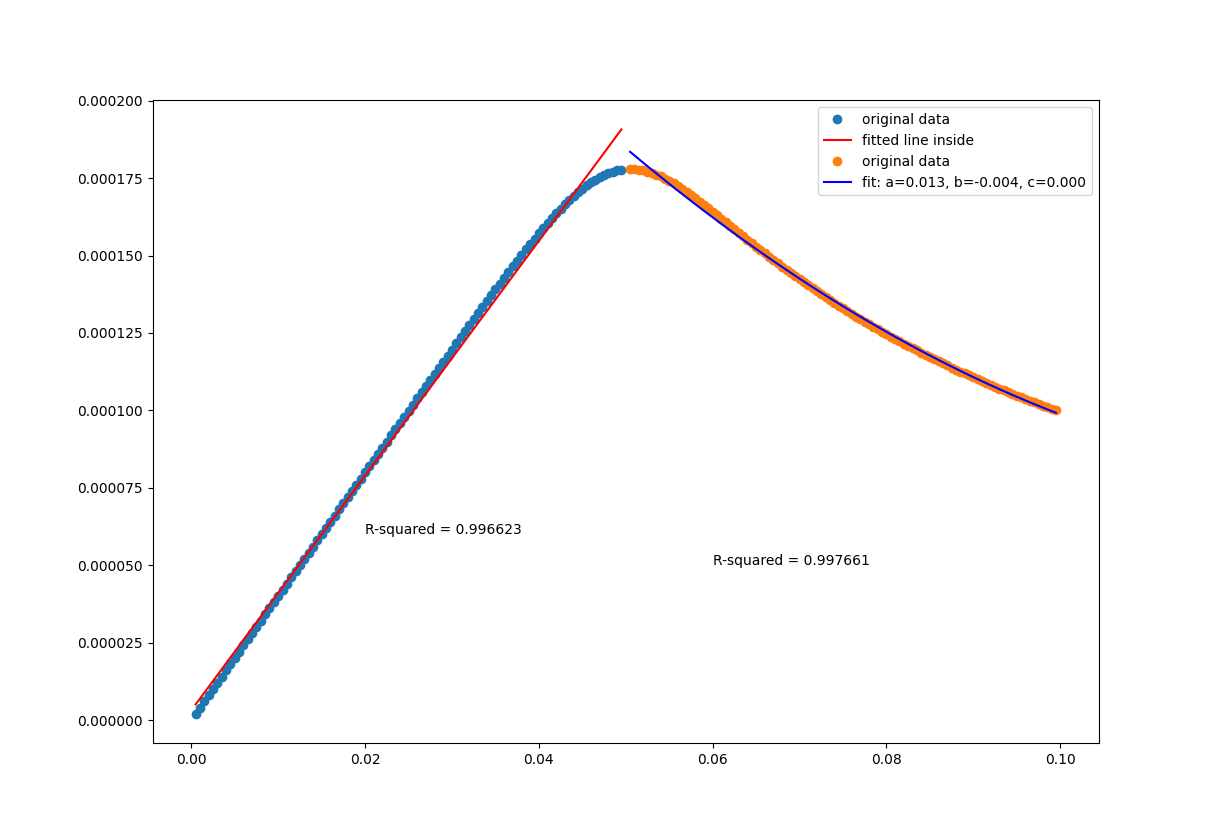 0.000200
0.000175
0.000150
0.000125
0.000100
0.000075
0.000050
0.000025
0.000000
original data
fitted line inside
original data
fit: a=0.013, b=-0.004, c=0.000
R-squared = 0.996623
R-squared = 0.997661
0.00 0.02 0.04 0.06 0.08 0.10